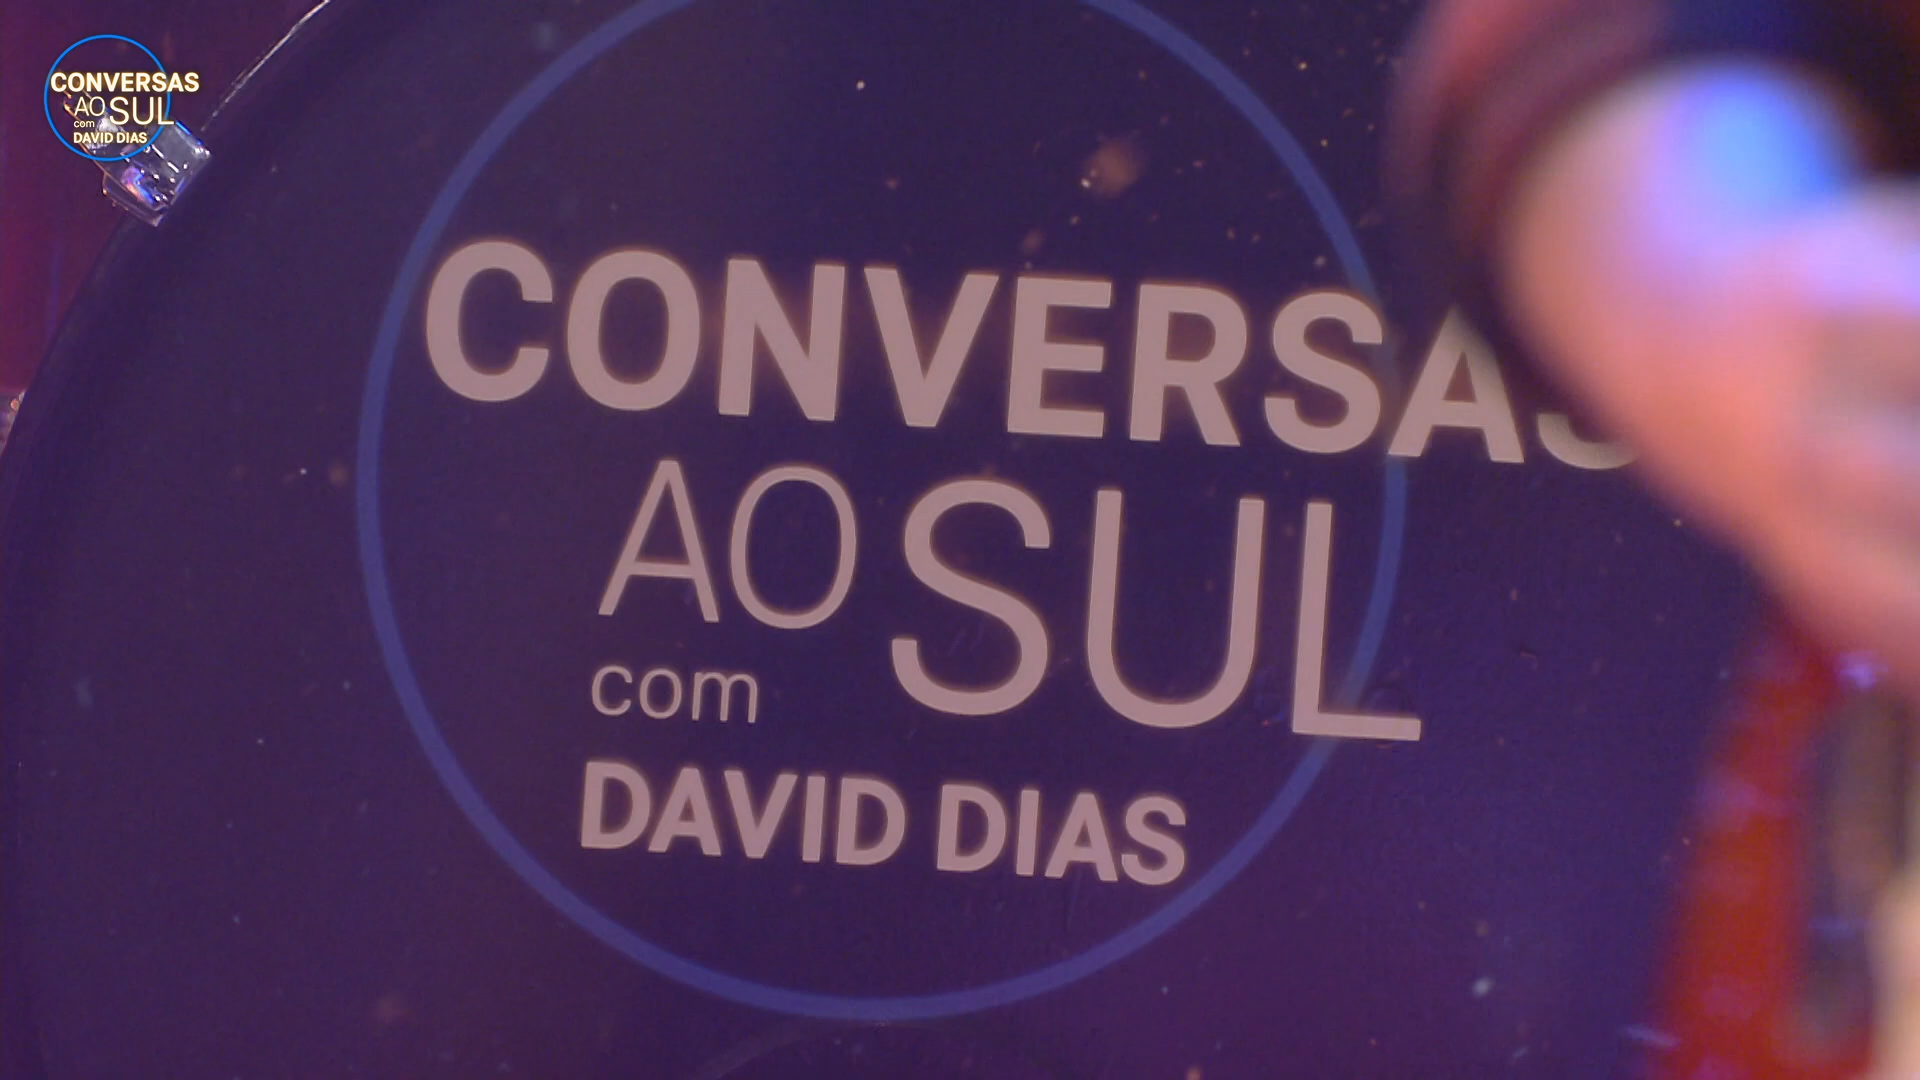 CONVERSAS
AO SUL
com
DAVID DIAS
CONVERSAS
AO SUL
com
DAVID DIAS